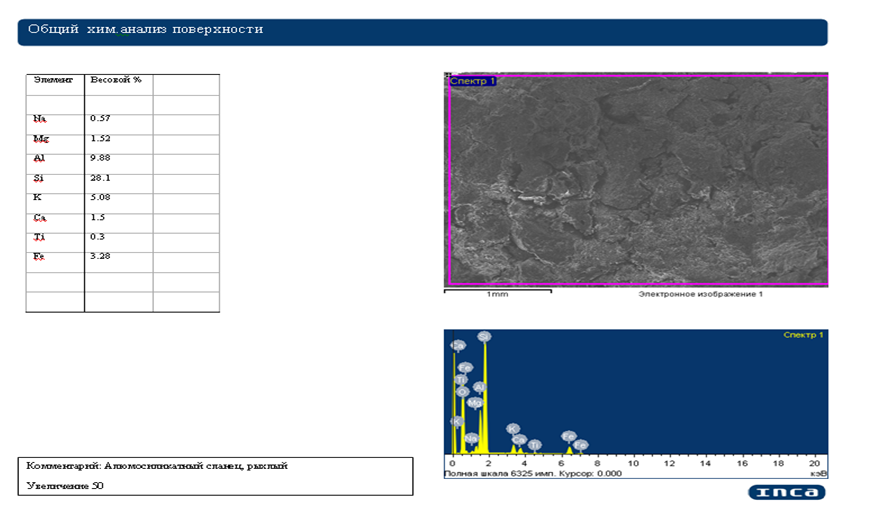 Общий хим.анализ поверхности
Элемент Весовой %
Na 0.57
Mg 1.52
Al 9.88
Si 28.1
K 5.08
Ca 1.5
Ti 0.3
Fe 3.28
Спектр 1
1mm Электронное изображение 1
Спектр 1
Si
Ca
Fe
Ti
Al
O
Mg
K
Na
K
Ca
Ti
Fe
Fe
0 2 4 6 8 10 12 14 16 18 20
Полная шкала 6325 имп. Курсор: 0.000 кэВ
Комментарий: Алюмосиликатный сланец, рыхлый
Увеличение 50
INCA